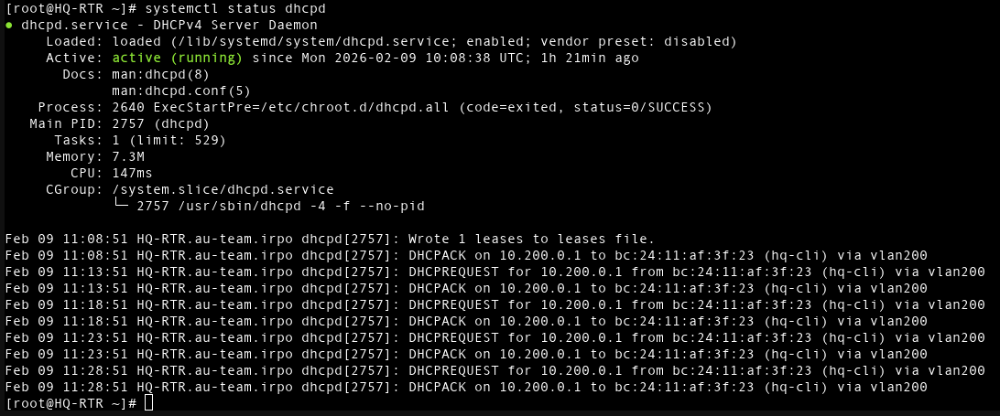 [root@HQ-RTR ~]# systemctl status dhcpd
● dhcpd.service - DHCPv4 Server Daemon
     Loaded: loaded (/lib/systemd/system/dhcpd.service; enabled; vendor preset: disabled)
     Active: active (running) since Mon 2026-02-09 10:08:38 UTC; 1h 21min ago
       Docs: man:dhcpd(8)
             man:dhcpd.conf(5)
    Process: 2640 ExecStartPre=/etc/chroot.d/dhcpd.all (code=exited, status=0/SUCCESS)
   Main PID: 2757 (dhcpd)
      Tasks: 1 (limit: 529)
     Memory: 7.3M
        CPU: 147ms
     CGroup: /system.slice/dhcpd.service
             └─ 2757 /usr/sbin/dhcpd -4 -f --no-pid

Feb 09 11:08:51 HQ-RTR.au-team.irpo dhcpd[2757]: Wrote 1 leases to leases file.
Feb 09 11:08:51 HQ-RTR.au-team.irpo dhcpd[2757]: DHCPACK on 10.200.0.1 to bc:24:11:af:3f:23 (hq-cli) via vlan200
Feb 09 11:13:51 HQ-RTR.au-team.irpo dhcpd[2757]: DHCPREQUEST for 10.200.0.1 from bc:24:11:af:3f:23 (hq-cli) via vlan200
Feb 09 11:13:51 HQ-RTR.au-team.irpo dhcpd[2757]: DHCPACK on 10.200.0.1 to bc:24:11:af:3f:23 (hq-cli) via vlan200
Feb 09 11:18:51 HQ-RTR.au-team.irpo dhcpd[2757]: DHCPREQUEST for 10.200.0.1 from bc:24:11:af:3f:23 (hq-cli) via vlan200
Feb 09 11:18:51 HQ-RTR.au-team.irpo dhcpd[2757]: DHCPACK on 10.200.0.1 to bc:24:11:af:3f:23 (hq-cli) via vlan200
Feb 09 11:23:51 HQ-RTR.au-team.irpo dhcpd[2757]: DHCPREQUEST for 10.200.0.1 from bc:24:11:af:3f:23 (hq-cli) via vlan200
Feb 09 11:23:51 HQ-RTR.au-team.irpo dhcpd[2757]: DHCPACK on 10.200.0.1 to bc:24:11:af:3f:23 (hq-cli) via vlan200
Feb 09 11:28:51 HQ-RTR.au-team.irpo dhcpd[2757]: DHCPREQUEST for 10.200.0.1 from bc:24:11:af:3f:23 (hq-cli) via vlan200
Feb 09 11:28:51 HQ-RTR.au-team.irpo dhcpd[2757]: DHCPACK on 10.200.0.1 to bc:24:11:af:3f:23 (hq-cli) via vlan200
[root@HQ-RTR ~]#